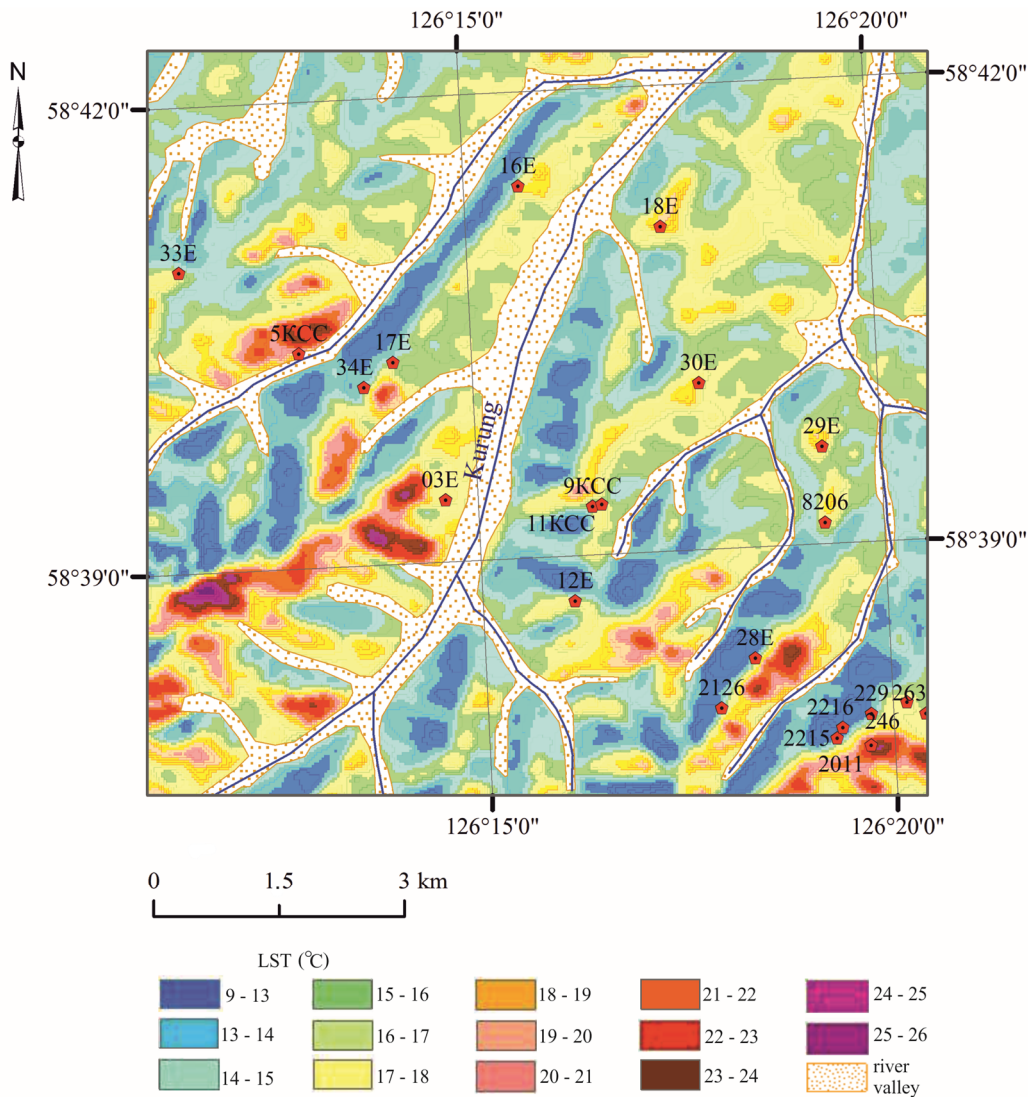 126°15'0" 126°20'0"
N
58°42'0"
58°42'0"
16E
18E
33E
5KCC
17E
34E
30E
Kurung
29E
03E
9KCC
8206
11KCC
58°39'0"
58°39'0"
12E
28E
2126
229 263
2216
246
2215
2011
126°15'0" 126°20'0"
0 1.5 3 km
LST (°C)
9 - 13 15 - 16 18 - 19 21 - 22 24 - 25
13 - 14 16 - 17 19 - 20 22 - 23 25 - 26
14 - 15 17 - 18 20 - 21 23 - 24 river
valley